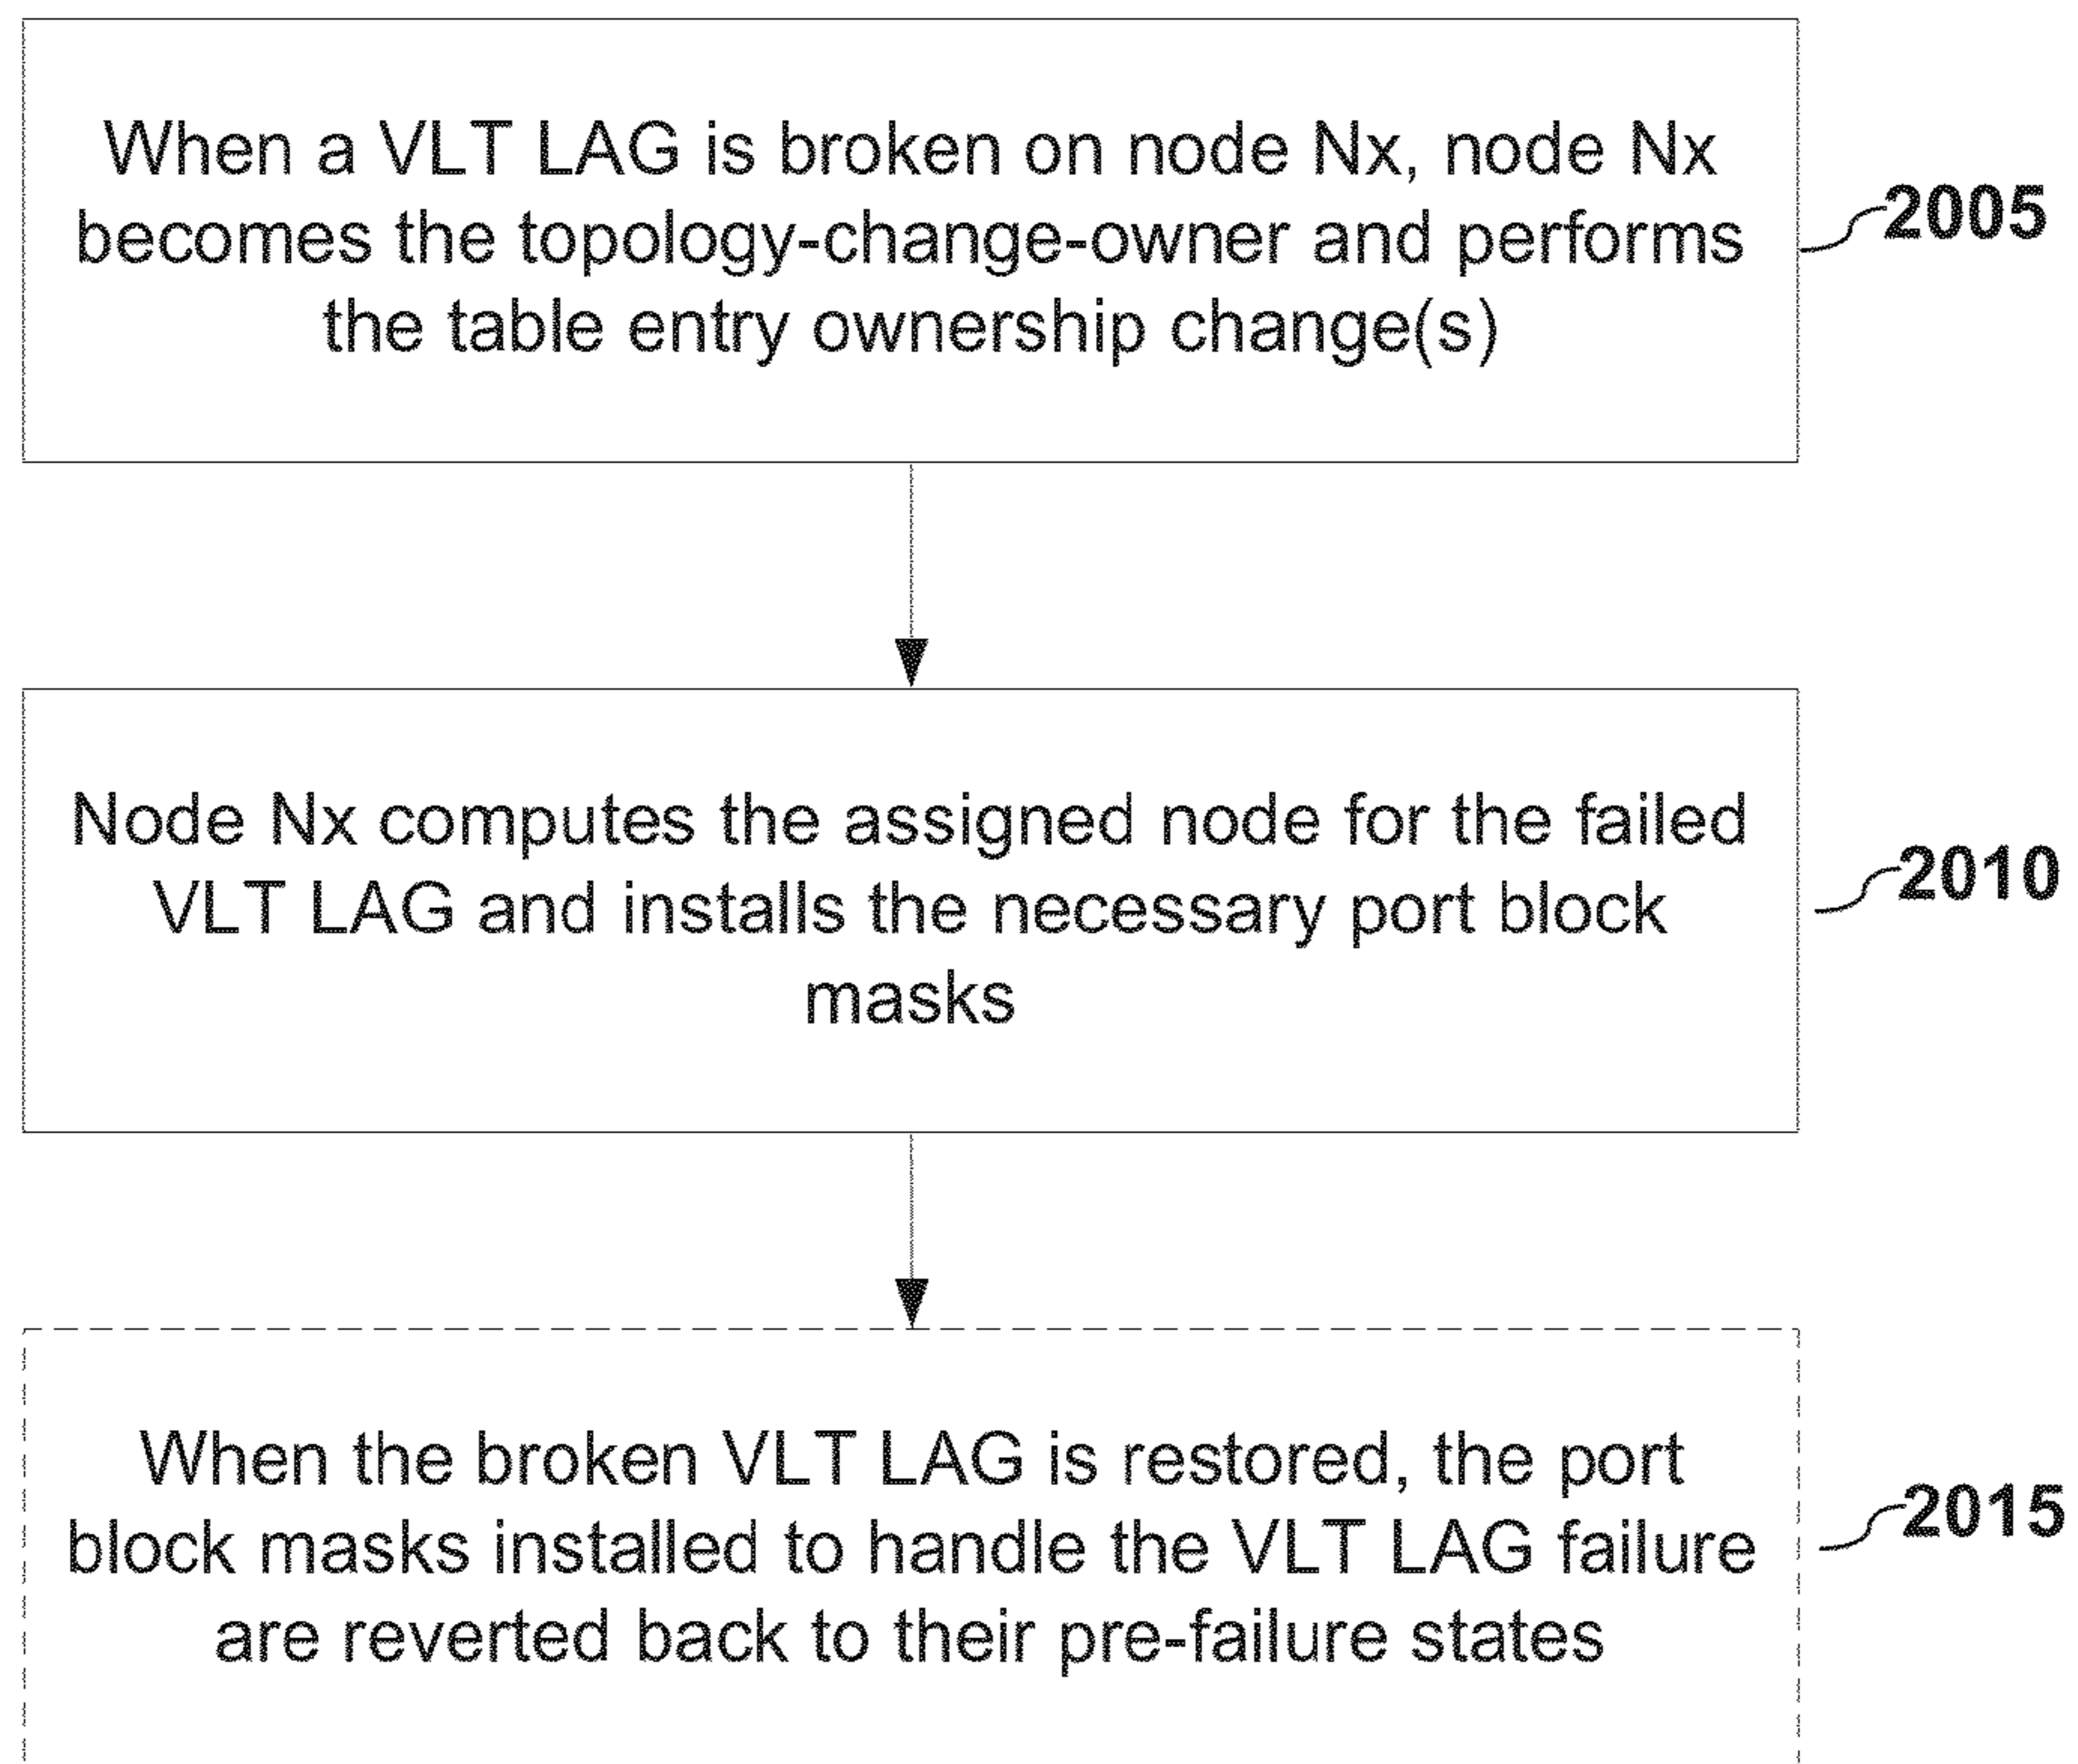 When a VLT LAG is broken on node Nx, node Nx
becomes the topology-change-owner and performs
the table entry ownership change(s)
2005
Node Nx computes the assigned node for the failed
VLT LAG and installs the necessary port block
masks
2010
When the broken VLT LAG is restored, the port
block masks installed to handle the VLT LAG failure
are reverted back to their pre-failure states
2015